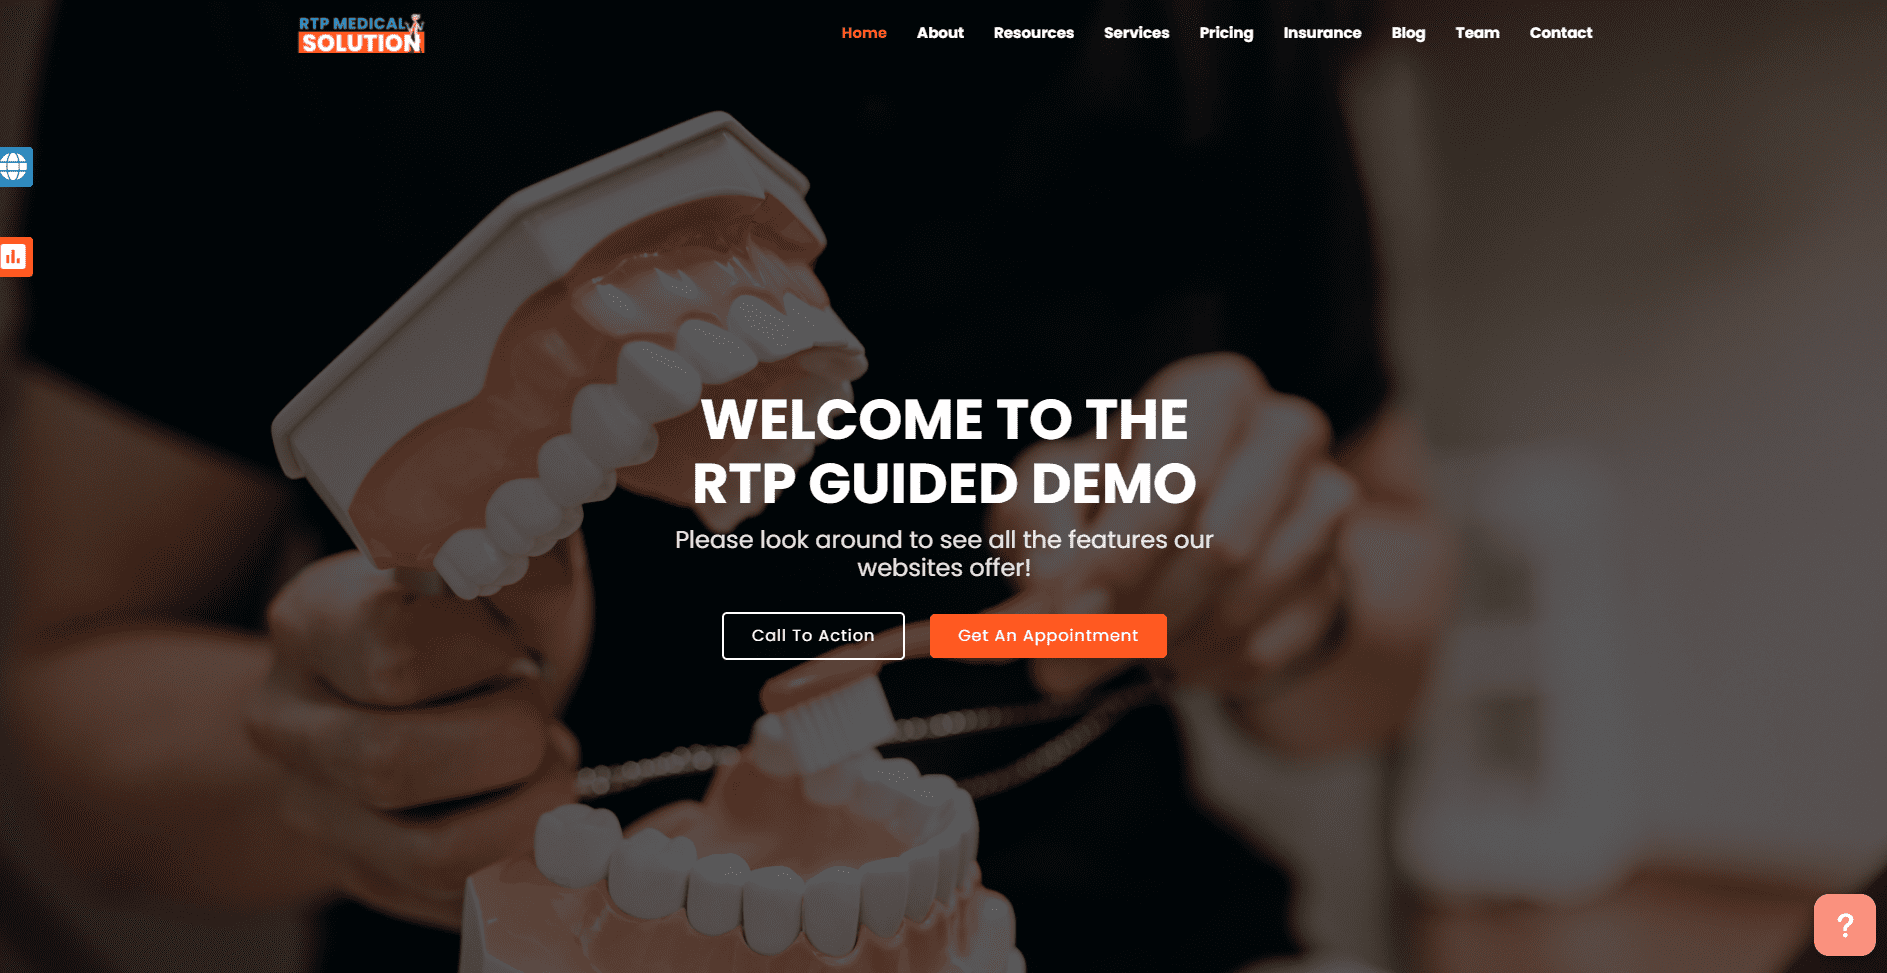 RTP MEDICAL
SOLUTION
Home About Resources Services Pricing Insurance Blog Team Contact
WELCOME TO THE
RTP GUIDED DEMO
Please look around to see all the features our
websites offer!
Call To Action Get An Appointment
?